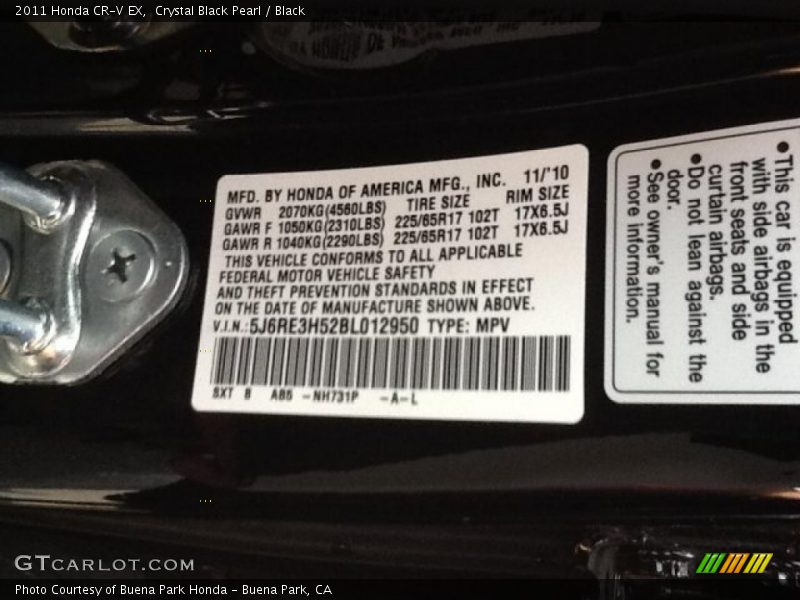 2011 Honda CR-V EX, Crystal Black Pearl / Black
MFD. BY HONDA OF AMERICA MFG., INC. 11/'10
GVWR 2070KG(4560LBS) TIRE SIZE RIM SIZE
GAWR F 1050KG(2310LBS) 225/65R17 102T 17X6.5J
GAWR R 1040KG(2290LBS) 225/65R17 102T 17X6.5J
THIS VEHICLE CONFORMS TO ALL APPLICABLE
FEDERAL MOTOR VEHICLE SAFETY
AND THEFT PREVENTION STANDARDS IN EFFECT
ON THE DATE OF MANUFACTURE SHOWN ABOVE.
V.I.N.:5J6RE3H52BL012950 TYPE: MPV
SXT B AB5 -NH731P -A-L
•This car is equipped
with side airbags in the
front seats and side
curtain airbags.
•Do not lean against the
door.
•See owner's manual for
more information.
GTCARLOT.COM
Photo Courtesy of Buena Park Honda - Buena Park, CA